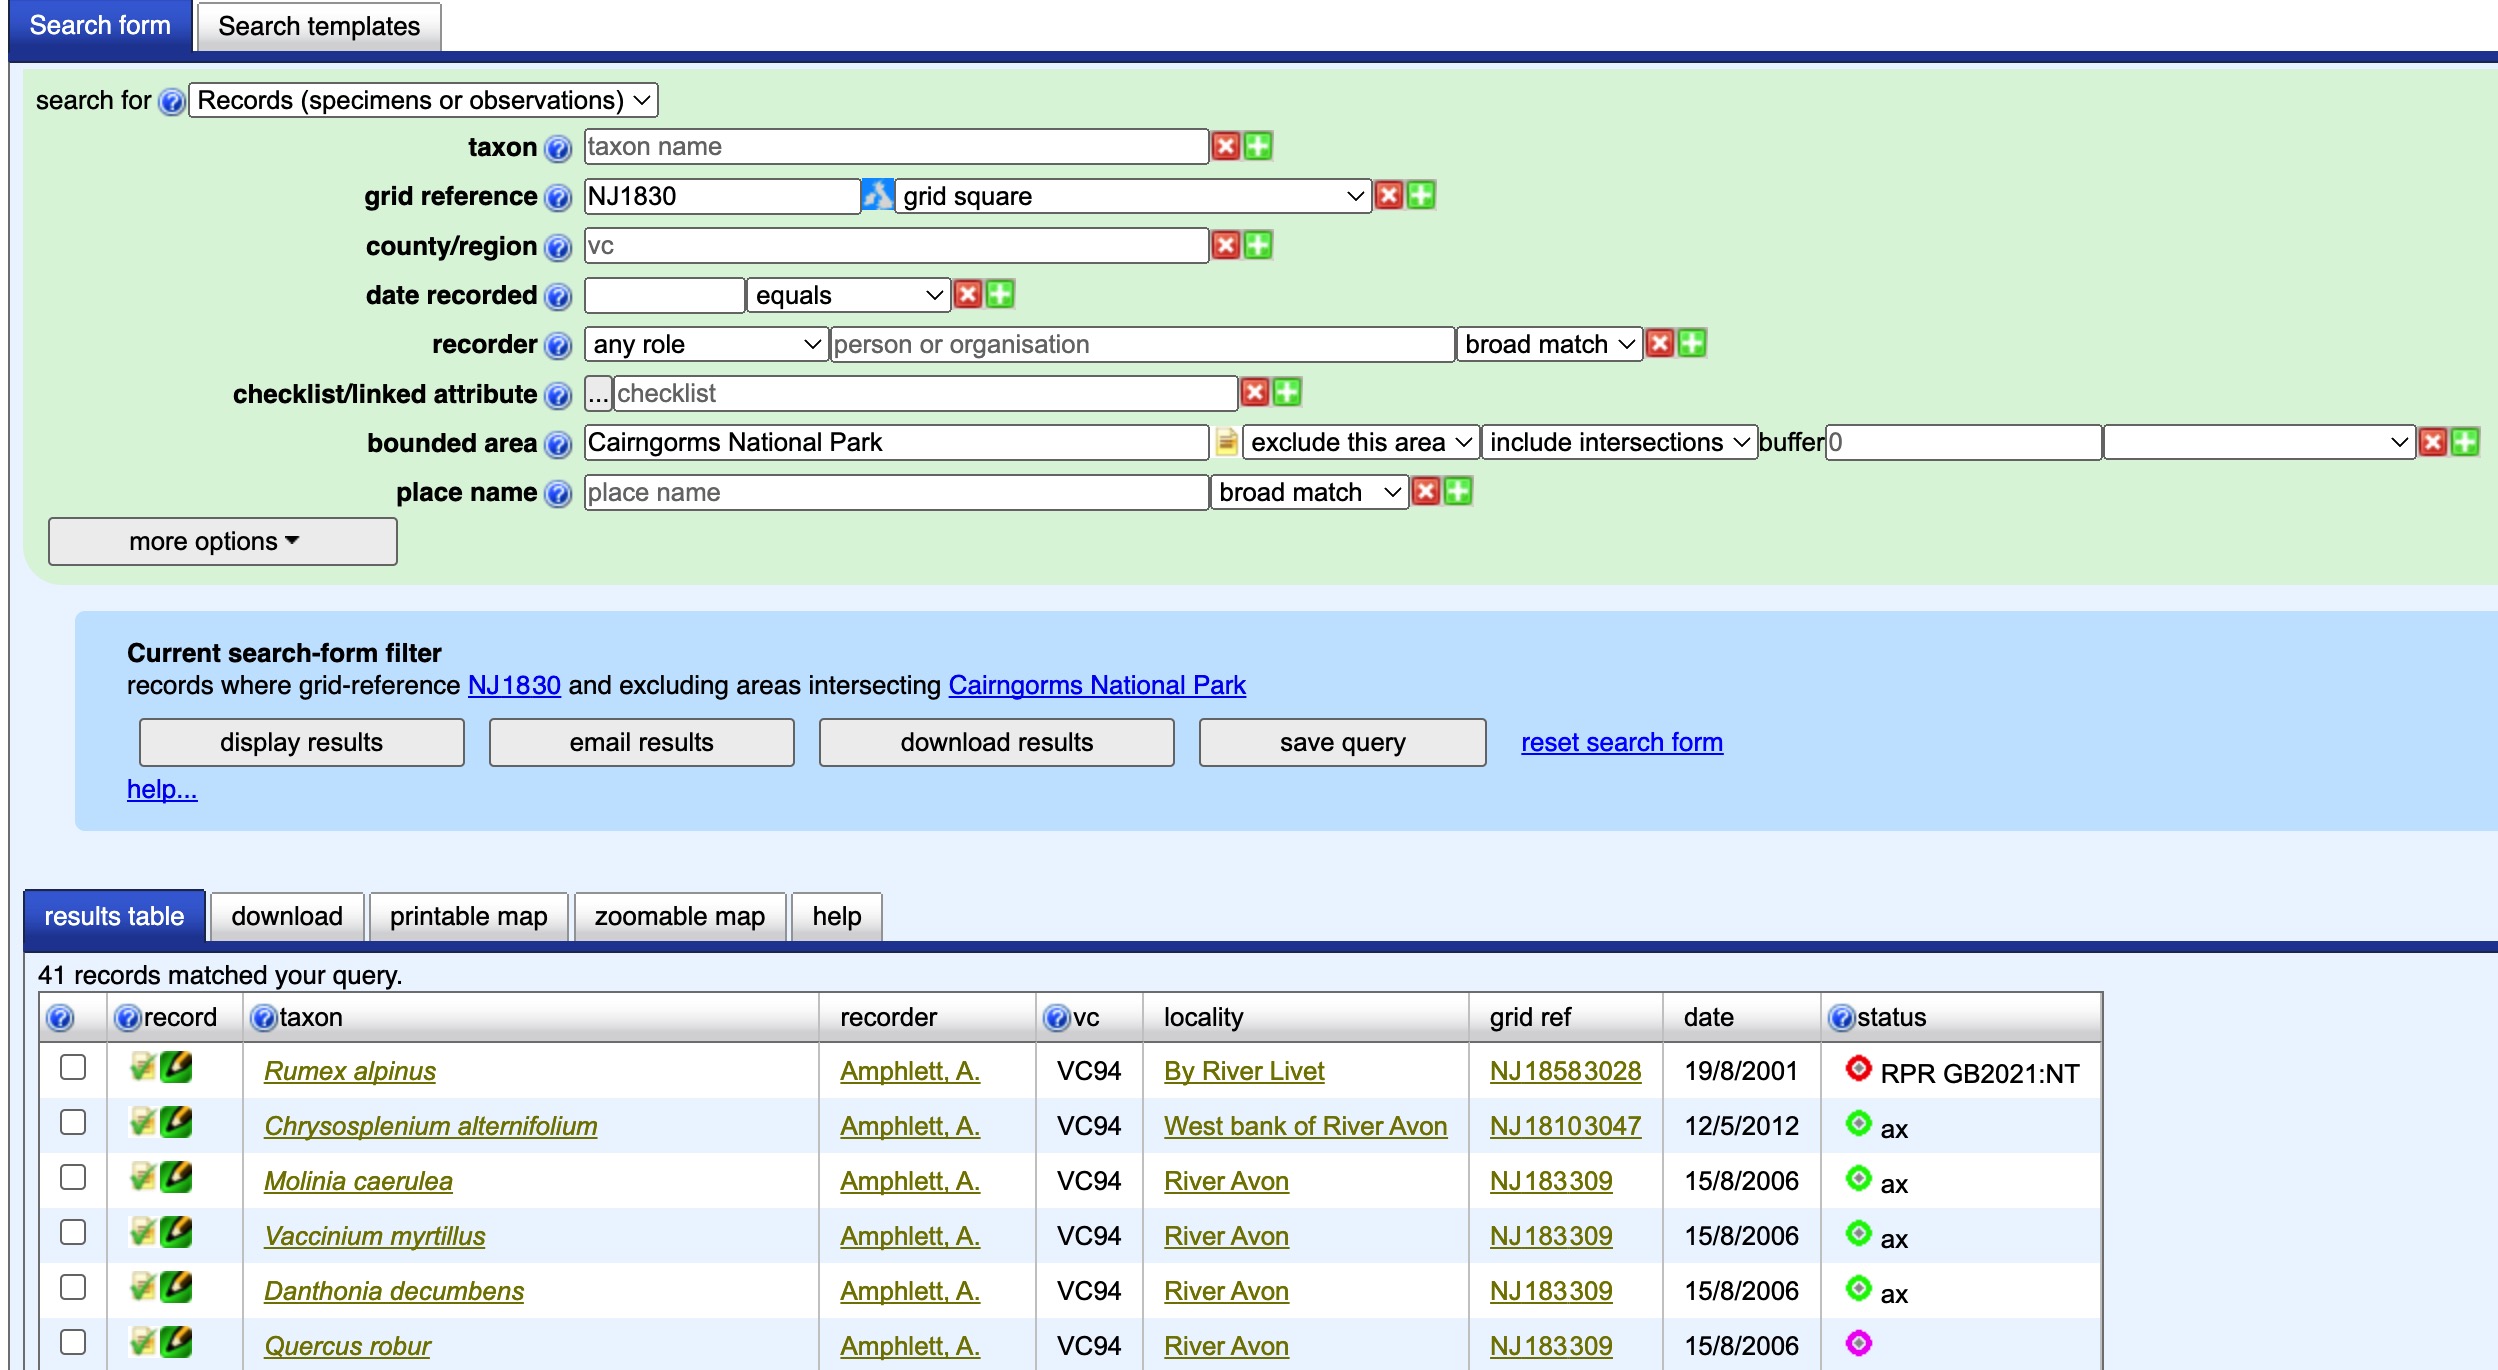 Search form Search templates
search for Records (specimens or observations)
taxon taxon name
grid reference NJ1830 grid square
county/region vc
date recorded equals
recorder any role person or organisation broad match
checklist/linked attribute ... checklist
bounded area Cairngorms National Park exclude this area include intersections buffer 0
place name place name broad match
more options
Current search-form filter
records where grid-reference NJ1830 and excluding areas intersecting Cairngorms National Park
display results email results download results save query reset search form
help...
results table download printable map zoomable map help
41 records matched your query.
record taxon recorder vc locality grid ref date status
Rumex alpinus Amphlett, A. VC94 By River Livet NJ18583028 19/8/2001 RPR GB2021:NT
Chrysosplenium alternifolium Amphlett, A. VC94 West bank of River Avon NJ18103047 12/5/2012 ax
Molinia caerulea Amphlett, A. VC94 River Avon NJ183309 15/8/2006 ax
Vaccinium myrtillus Amphlett, A. VC94 River Avon NJ183309 15/8/2006 ax
Danthonia decumbens Amphlett, A. VC94 River Avon NJ183309 15/8/2006 ax
Quercus robur Amphlett, A. VC94 River Avon NJ183309 15/8/2006